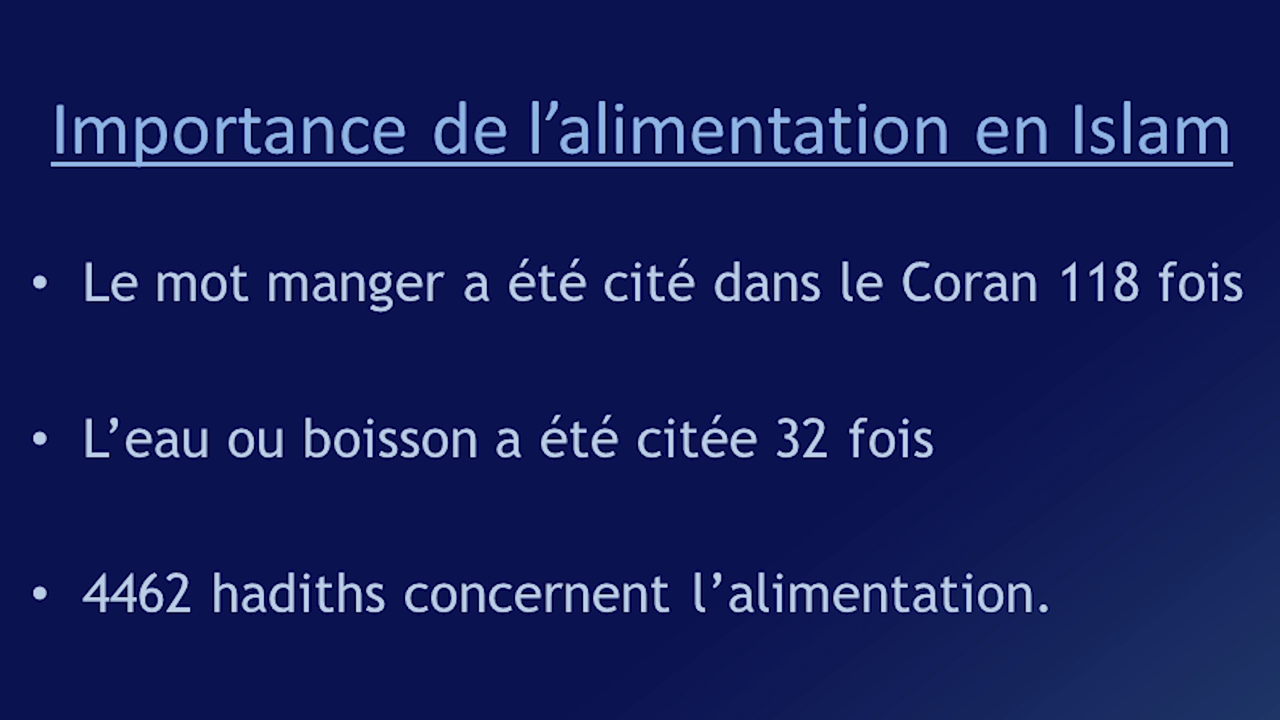 Importance de l’alimentation en Islam
• Le mot manger a été cité dans le Coran 118 fois
• L’eau ou boisson a été citée 32 fois
• 4462 hadiths concernent l’alimentation.